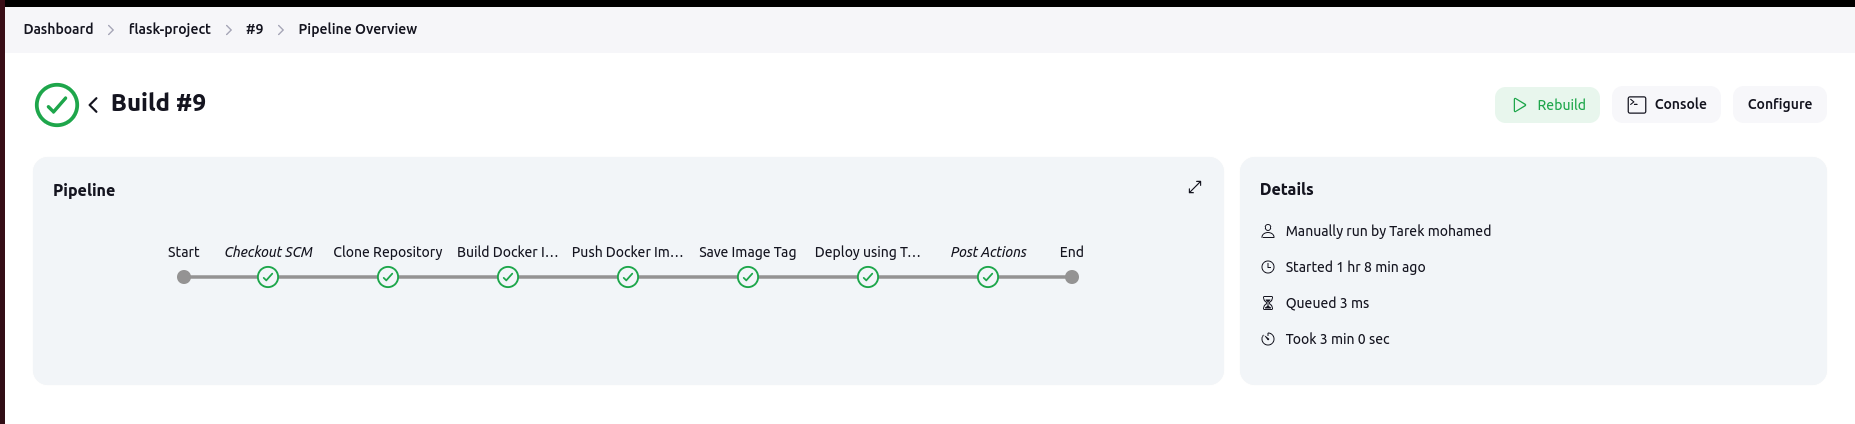 Dashboard > flask-project > #9 > Pipeline Overview
Build #9
Rebuild
Console
Configure
Pipeline
Start Checkout SCM Clone Repository Build Docker I... Push Docker Im... Save Image Tag Deploy using T... Post Actions End
Details
Manually run by Tarek mohamed
Started 1 hr 8 min ago
Queued 3 ms
Took 3 min 0 sec